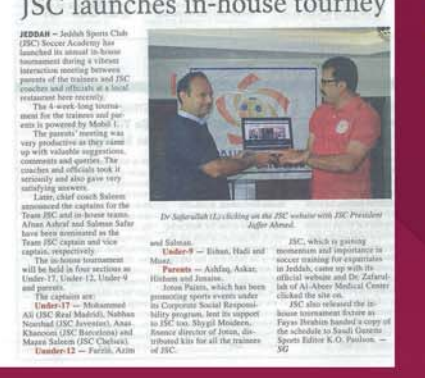 JSC launches in-house tourney
JEDDAH — Jeddah Sports Club
(JSC) Soccer Academy has
launched its annual in-house
tournament during a vibrant
interaction meeting between
parents of the trainees and JSC
coaches and officials at a local
restaurant here recently.
The 4-week-long tourna-
ment for the trainees and par-
ents is powered by Mobil 1.
The parents' meeting was
very productive as they came
up with valuable suggestions,
comments and queries. The
coaches and officials took it
seriously and also gave very
satisfying answers.
Later, chief coach Saleem
announced the captains for the
Team JSC and in-house teams.
Afnan Ashraf and Salman Safar
have been nominated as the
Team JSC captain and vice
captain, respectively.
The in-house tournament
will be held in four sections as
Under-17, Under-12, Under-9
and parents.
The captains are:
Under-17 — Mohammed
Ali (JSC Real Madrid), Nabhan
Noushad (JSC Juventus), Anas
(JSC Barcelona) and
Mazen Saleem (JSC Chelsea).
Uunder-12 — Azim
Dr Safarullah (L) clicking on the JSC website with JSC President
Jaffer Ahmed.
and Salman.
Under-9 — Eshan, Hadi and
Parents — Ashfaq, Askar,
Hisham and
Jotun Paints, which has been
promoting sports events under
its Corporate Social Responsi-
bility program, lent its support
to JSC too. Shygil
finance director of Jotun, dis-
tributed kits for all the trainees
of JSC.
JSC, which is gaining
momentum and importance in
soccer training for expatriates
in Jeddah, came up with its
official website and Dr. Zafarul-
lah of Al-Abeer Medical Center
clicked the site on.
JSC also released the in-
house tournament fixture as
Fayas Ibrahim handed a copy of
the schedule to Saudi Gazette
Sports Editor K.O. Paulson. —
SG